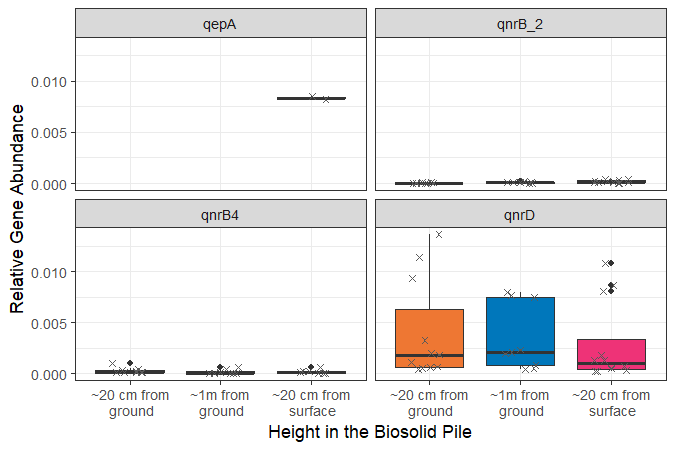 qepA
qnrB_2
0.010
0.005
0.000
qnrB4
qnrD
0.010
0.005
0.000
Relative Gene Abundance
~20 cm from
ground
~1m from
ground
~20 cm from
surface
~20 cm from
ground
~1m from
ground
~20 cm from
surface
Height in the Biosolid Pile